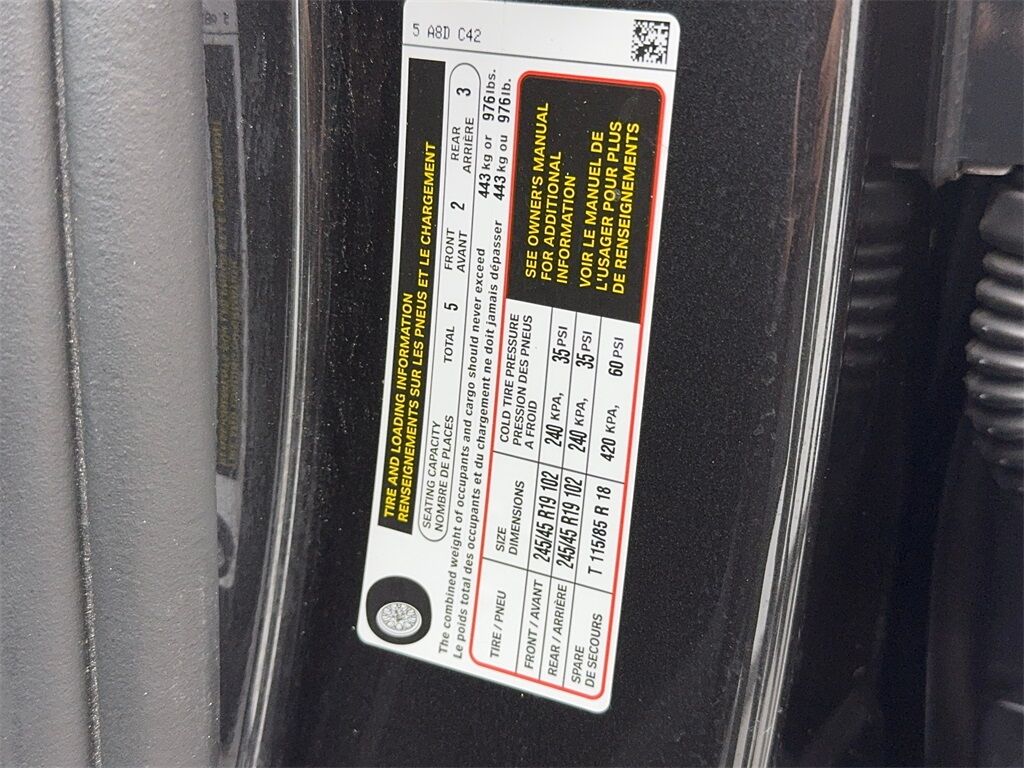 5 A8D C42
TIRE AND LOADING INFORMATION
RENSEIGNEMENTS SUR LES PNEUS ET LE CHARGEMENT
SEATING CAPACITY
NOMBRE DE PLACES
TOTAL 5
FRONT
AVANT 2
REAR
ARRIÈRE 3
The combined weight of occupants and cargo should never exceed 443 kg or 976 lbs.
Le poids total des occupants et du chargement ne doit jamais dépasser 443 kg ou 976 lb.
TIRE / PNEU
SIZE
DIMENSIONS
COLD TIRE PRESSURE
PRESSION DES PNEUS
A FROID
FRONT / AVANT 245/45 R19 102 240 KPA, 35 PSI
REAR / ARRIÈRE 245/45 R19 102 240 KPA, 35 PSI
SPARE
DE SECOURS T 115/85 R 18 420 KPA, 60 PSI
SEE OWNER'S MANUAL
FOR ADDITIONAL
INFORMATION
VOIR LE MANUEL DE
L'USAGER POUR PLUS
DE RENSEIGNEMENTS